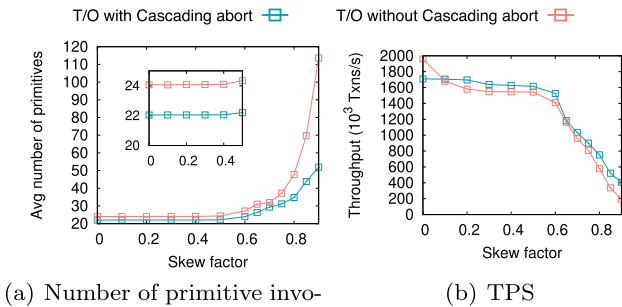 T/O with Cascading abort
T/O without Cascading abort
Avg number of primitives
120
110
100
90
80
70
60
50
40
30
20
24
22
20
0 0.2 0.4
0 0.2 0.4 0.6 0.8
Skew factor
(a) Number of primitive invo-
Throughput (10³ Txns/s)
2000
1800
1600
1400
1200
1000
800
600
400
200
0
0 0.2 0.4 0.6 0.8
Skew factor
(b) TPS